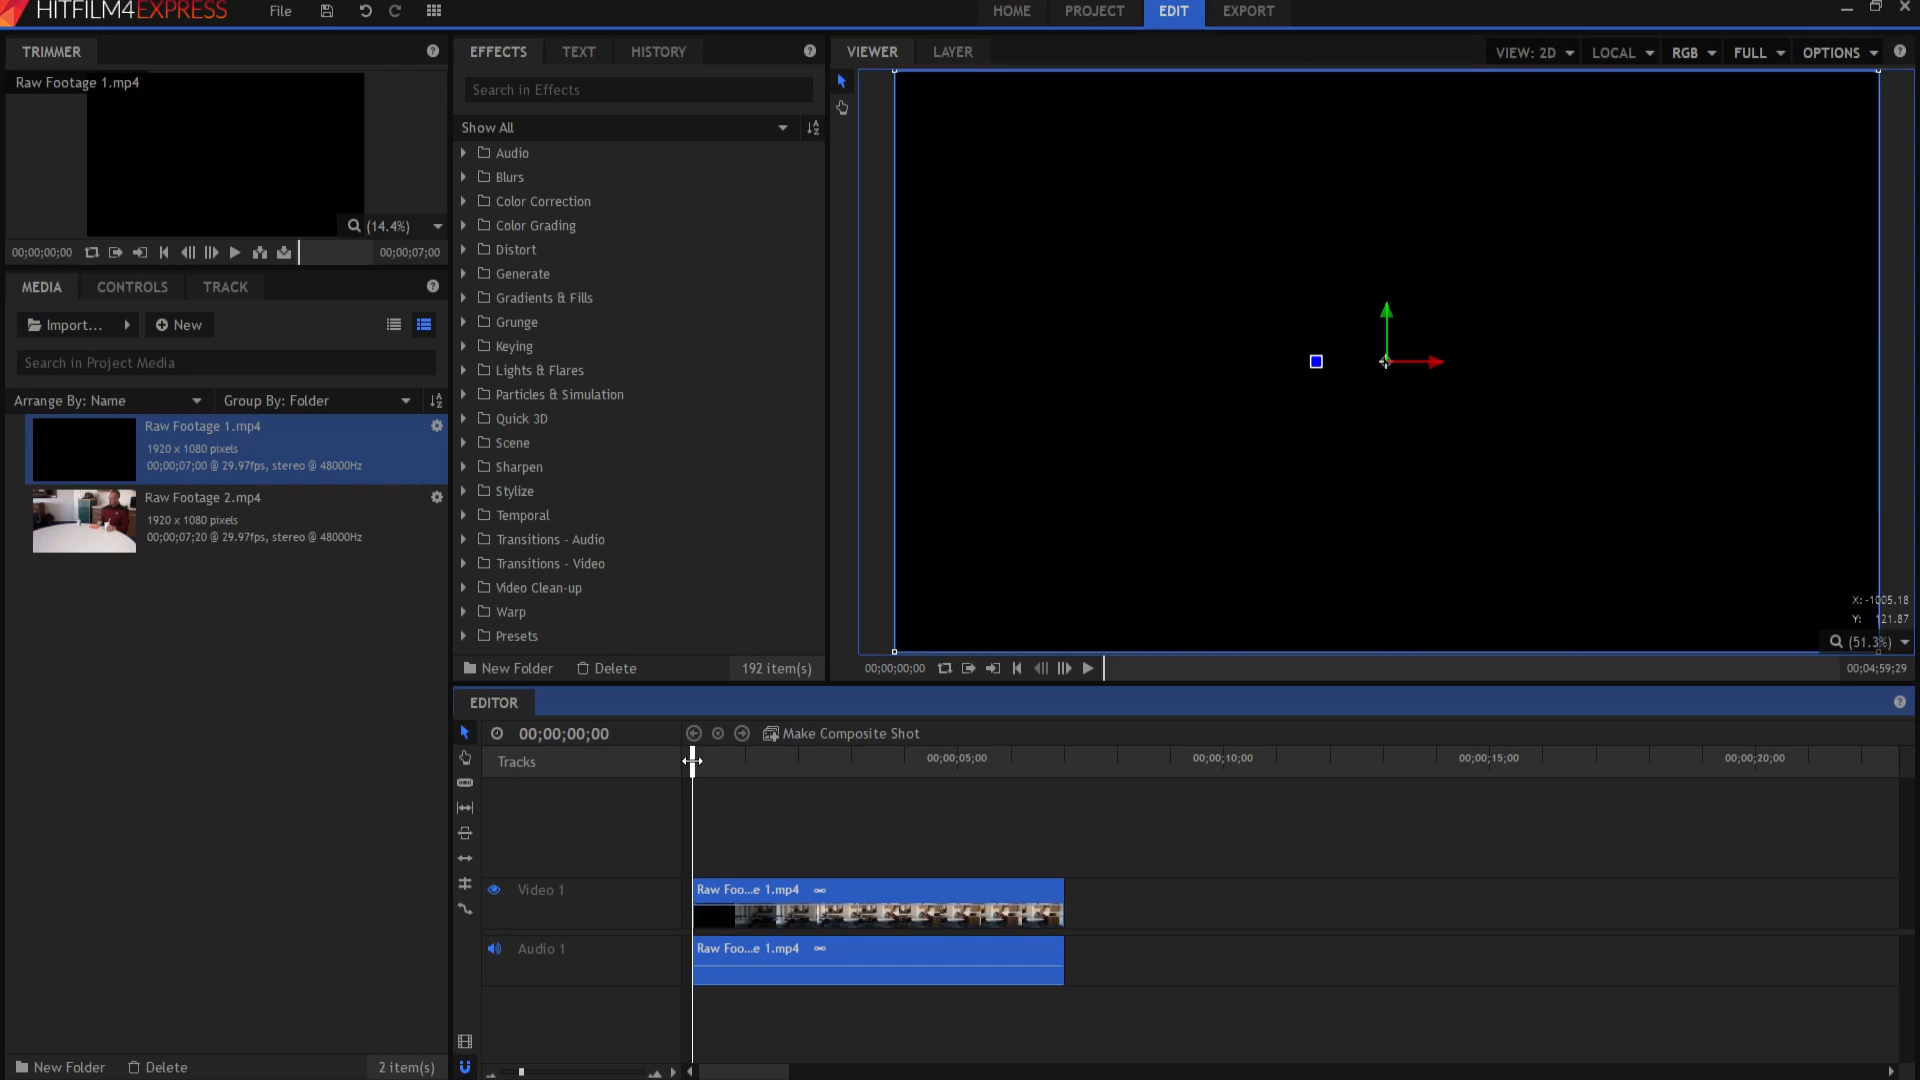 HITFILM4EXPRESS
File
HOME
PROJECT
EDIT
EXPORT
TRIMMER
Raw Footage 1.mp4
(14.4%)
00;00;00;00
00;00;07;00
MEDIA
CONTROLS
TRACK
Import...
New
Search in Project Media
Arrange By: Name
Group By: Folder
Raw Footage 1.mp4
1920 x 1080 pixels
00;00;07;00 @ 29.97fps, stereo @ 48000Hz
Raw Footage 2.mp4
1920 x 1080 pixels
00;00;07;20 @ 29.97fps, stereo @ 48000Hz
New Folder
Delete
2 item(s)
EFFECTS
TEXT
HISTORY
Search in Effects
Show All
Audio
Blurs
Color Correction
Color Grading
Distort
Generate
Gradients & Fills
Grunge
Keying
Lights & Flares
Particles & Simulation
Quick 3D
Scene
Sharpen
Stylize
Temporal
Transitions - Audio
Transitions - Video
Video Clean-up
Warp
Presets
New Folder
Delete
192 item(s)
VIEWER
LAYER
VIEW: 2D
LOCAL
RGB
FULL
OPTIONS
X: -1005.18
Y: 121.87
(51.3%)
00;00;00;00
00;04;59;29
EDITOR
00;00;00;00
Make Composite Shot
Tracks
00;00;05;00
00;00;10;00
00;00;15;00
00;00;20;00
Video 1
Raw Foo...e 1.mp4
Audio 1
Raw Foo...e 1.mp4